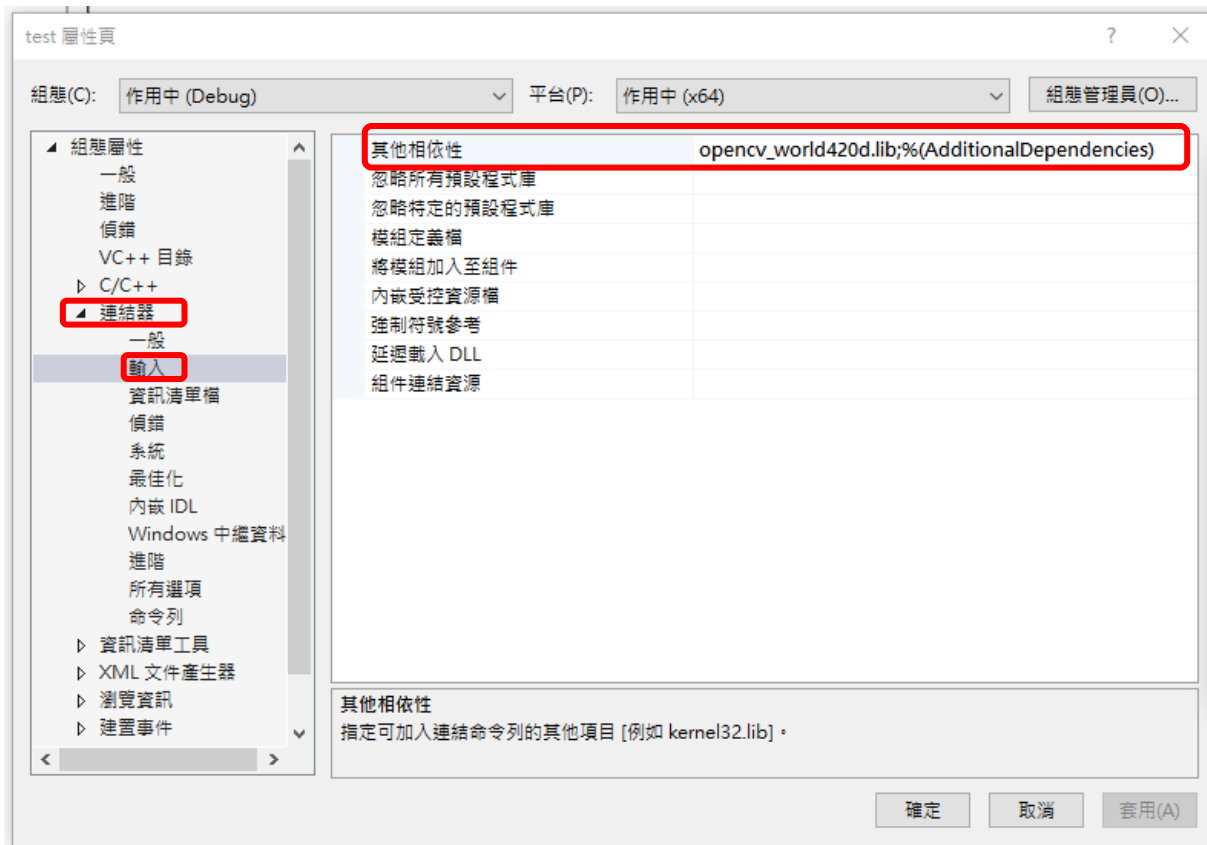 test 屬性頁
組態(C): 作用中 (Debug) 平台(P): 作用中 (x64) 組態管理員(O)...
組態屬性
一般
進階
偵錯
VC++ 目錄
C/C++
連結器
一般
輸入
資訊清單檔
偵錯
系統
最佳化
內嵌 IDL
Windows 中繼資料
進階
所有選項
命令列
資訊清單工具
XML 文件產生器
瀏覽資訊
建置事件
其他相依性 opencv_world420d.lib;%(AdditionalDependencies)
忽略所有預設程式庫
忽略特定的預設程式庫
模組定義檔
將模組加入至組件
內嵌受控資源檔
強制符號參考
延遲載入 DLL
組件連結資源
其他相依性
指定可加入連結命令列的其他項目 [例如 kernel32.lib]。
確定 取消 套用(A)